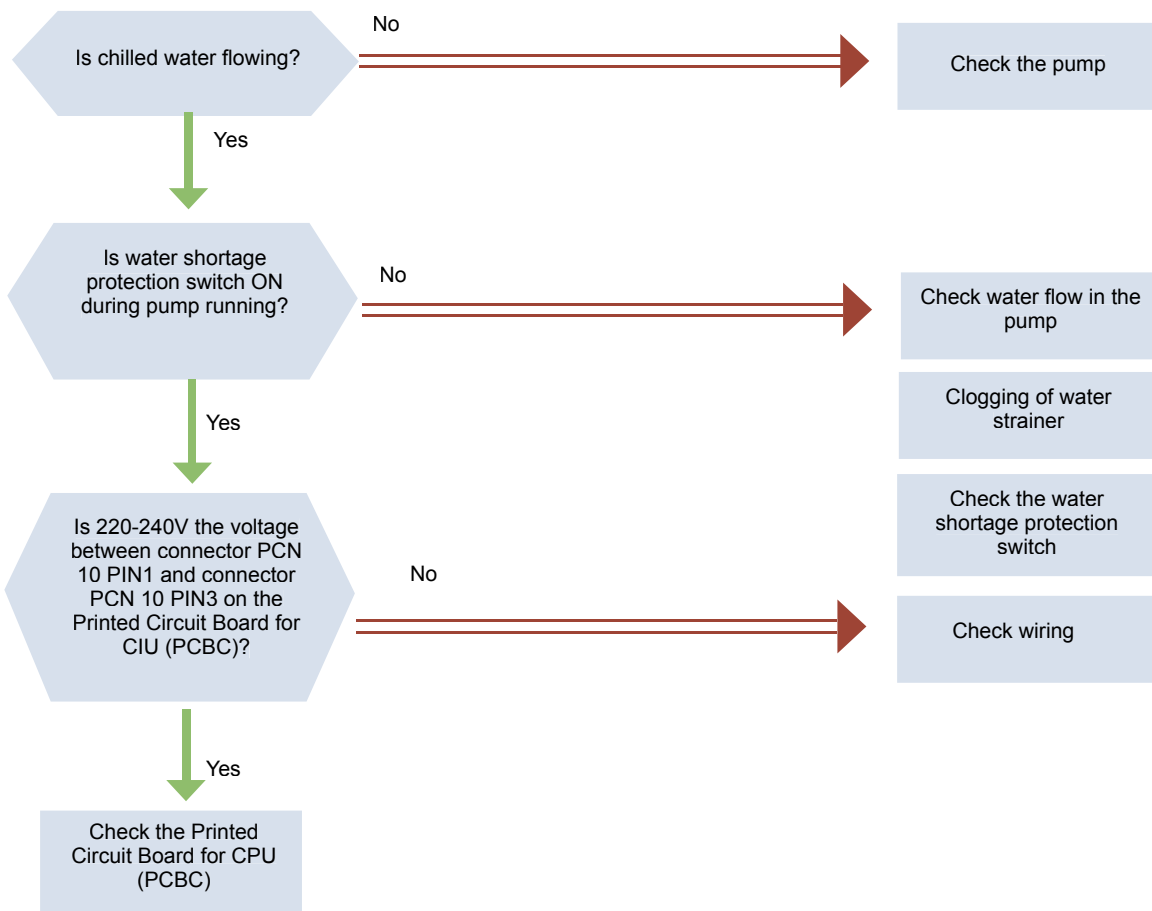 Is chilled water flowing?
No
Check the pump
Yes
Is water shortage
protection switch ON
during pump running?
No
Check water flow in the
pump
Clogging of water
strainer
Check the water
shortage protection
switch
Yes
Is 220-240V the voltage
between connector PCN
10 PIN1 and connector
PCN 10 PIN3 on the
Printed Circuit Board for
CIU (PCBC)?
No
Check wiring
Yes
Check the Printed
Circuit Board for CPU
(PCBC)